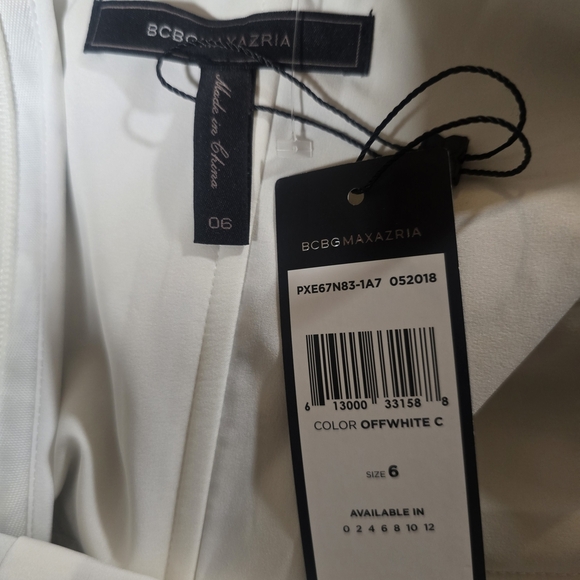 BCBGMAXAZRIA
Made in China
06
BCBGMAXAZRIA
PXE67N83-1A7 052018
6 13000 33158 8
COLOR OFFWHITE C
SIZE 6
AVAILABLE IN
0 2 4 6 8 10 12